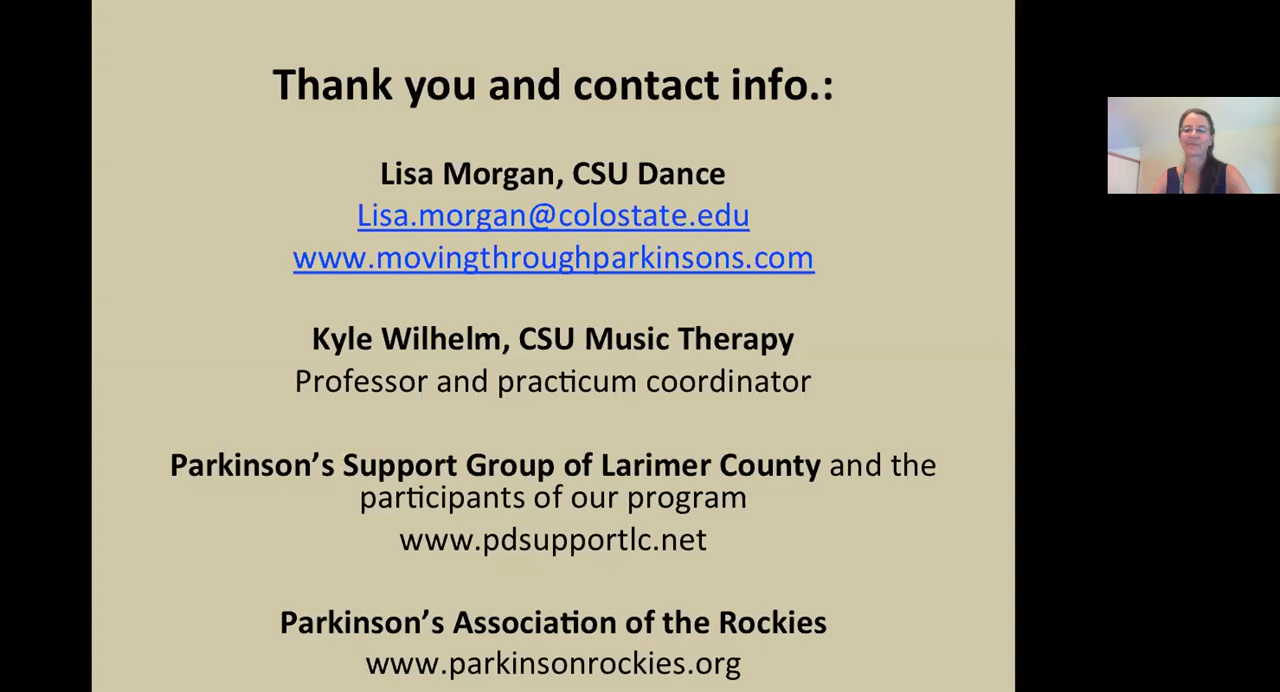 Thank you and contact info.:
Lisa Morgan, CSU Dance
Lisa.morgan@colostate.edu
www.movingthroughparkinsons.com
Kyle Wilhelm, CSU Music Therapy
Professor and practicum coordinator
Parkinson’s Support Group of Larimer County and the
participants of our program
www.pdsupportlc.net
Parkinson’s Association of the Rockies
www.parkinsonrockies.org